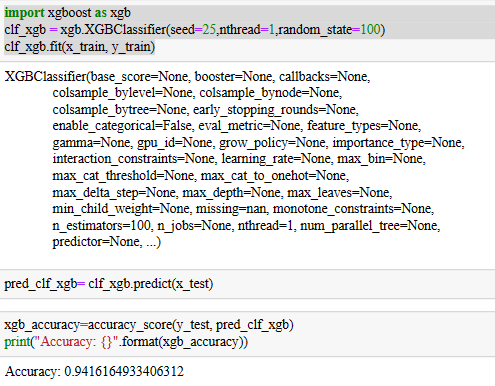 import xgboost as xgb
clf_xgb = xgb.XGBClassifier(seed=25,nthread=1,random_state=100)
clf_xgb.fit(x_train, y_train)
XGBClassifier(base_score=None, booster=None, callbacks=None,
colsample_bylevel=None, colsample_bynode=None,
colsample_bytree=None, early_stopping_rounds=None,
enable_categorical=False, eval_metric=None, feature_types=None,
gamma=None, gpu_id=None, grow_policy=None, importance_type=None,
interaction_constraints=None, learning_rate=None, max_bin=None,
max_cat_threshold=None, max_cat_to_onehot=None,
max_delta_step=None, max_depth=None, max_leaves=None,
min_child_weight=None, missing=nan, monotone_constraints=None,
n_estimators=100, n_jobs=None, nthread=1, num_parallel_tree=None,
predictor=None, ...)
pred_clf_xgb= clf_xgb.predict(x_test)
xgb_accuracy=accuracy_score(y_test, pred_clf_xgb)
print("Accuracy: {}".format(xgb_accuracy))
Accuracy: 0.9416164933406312